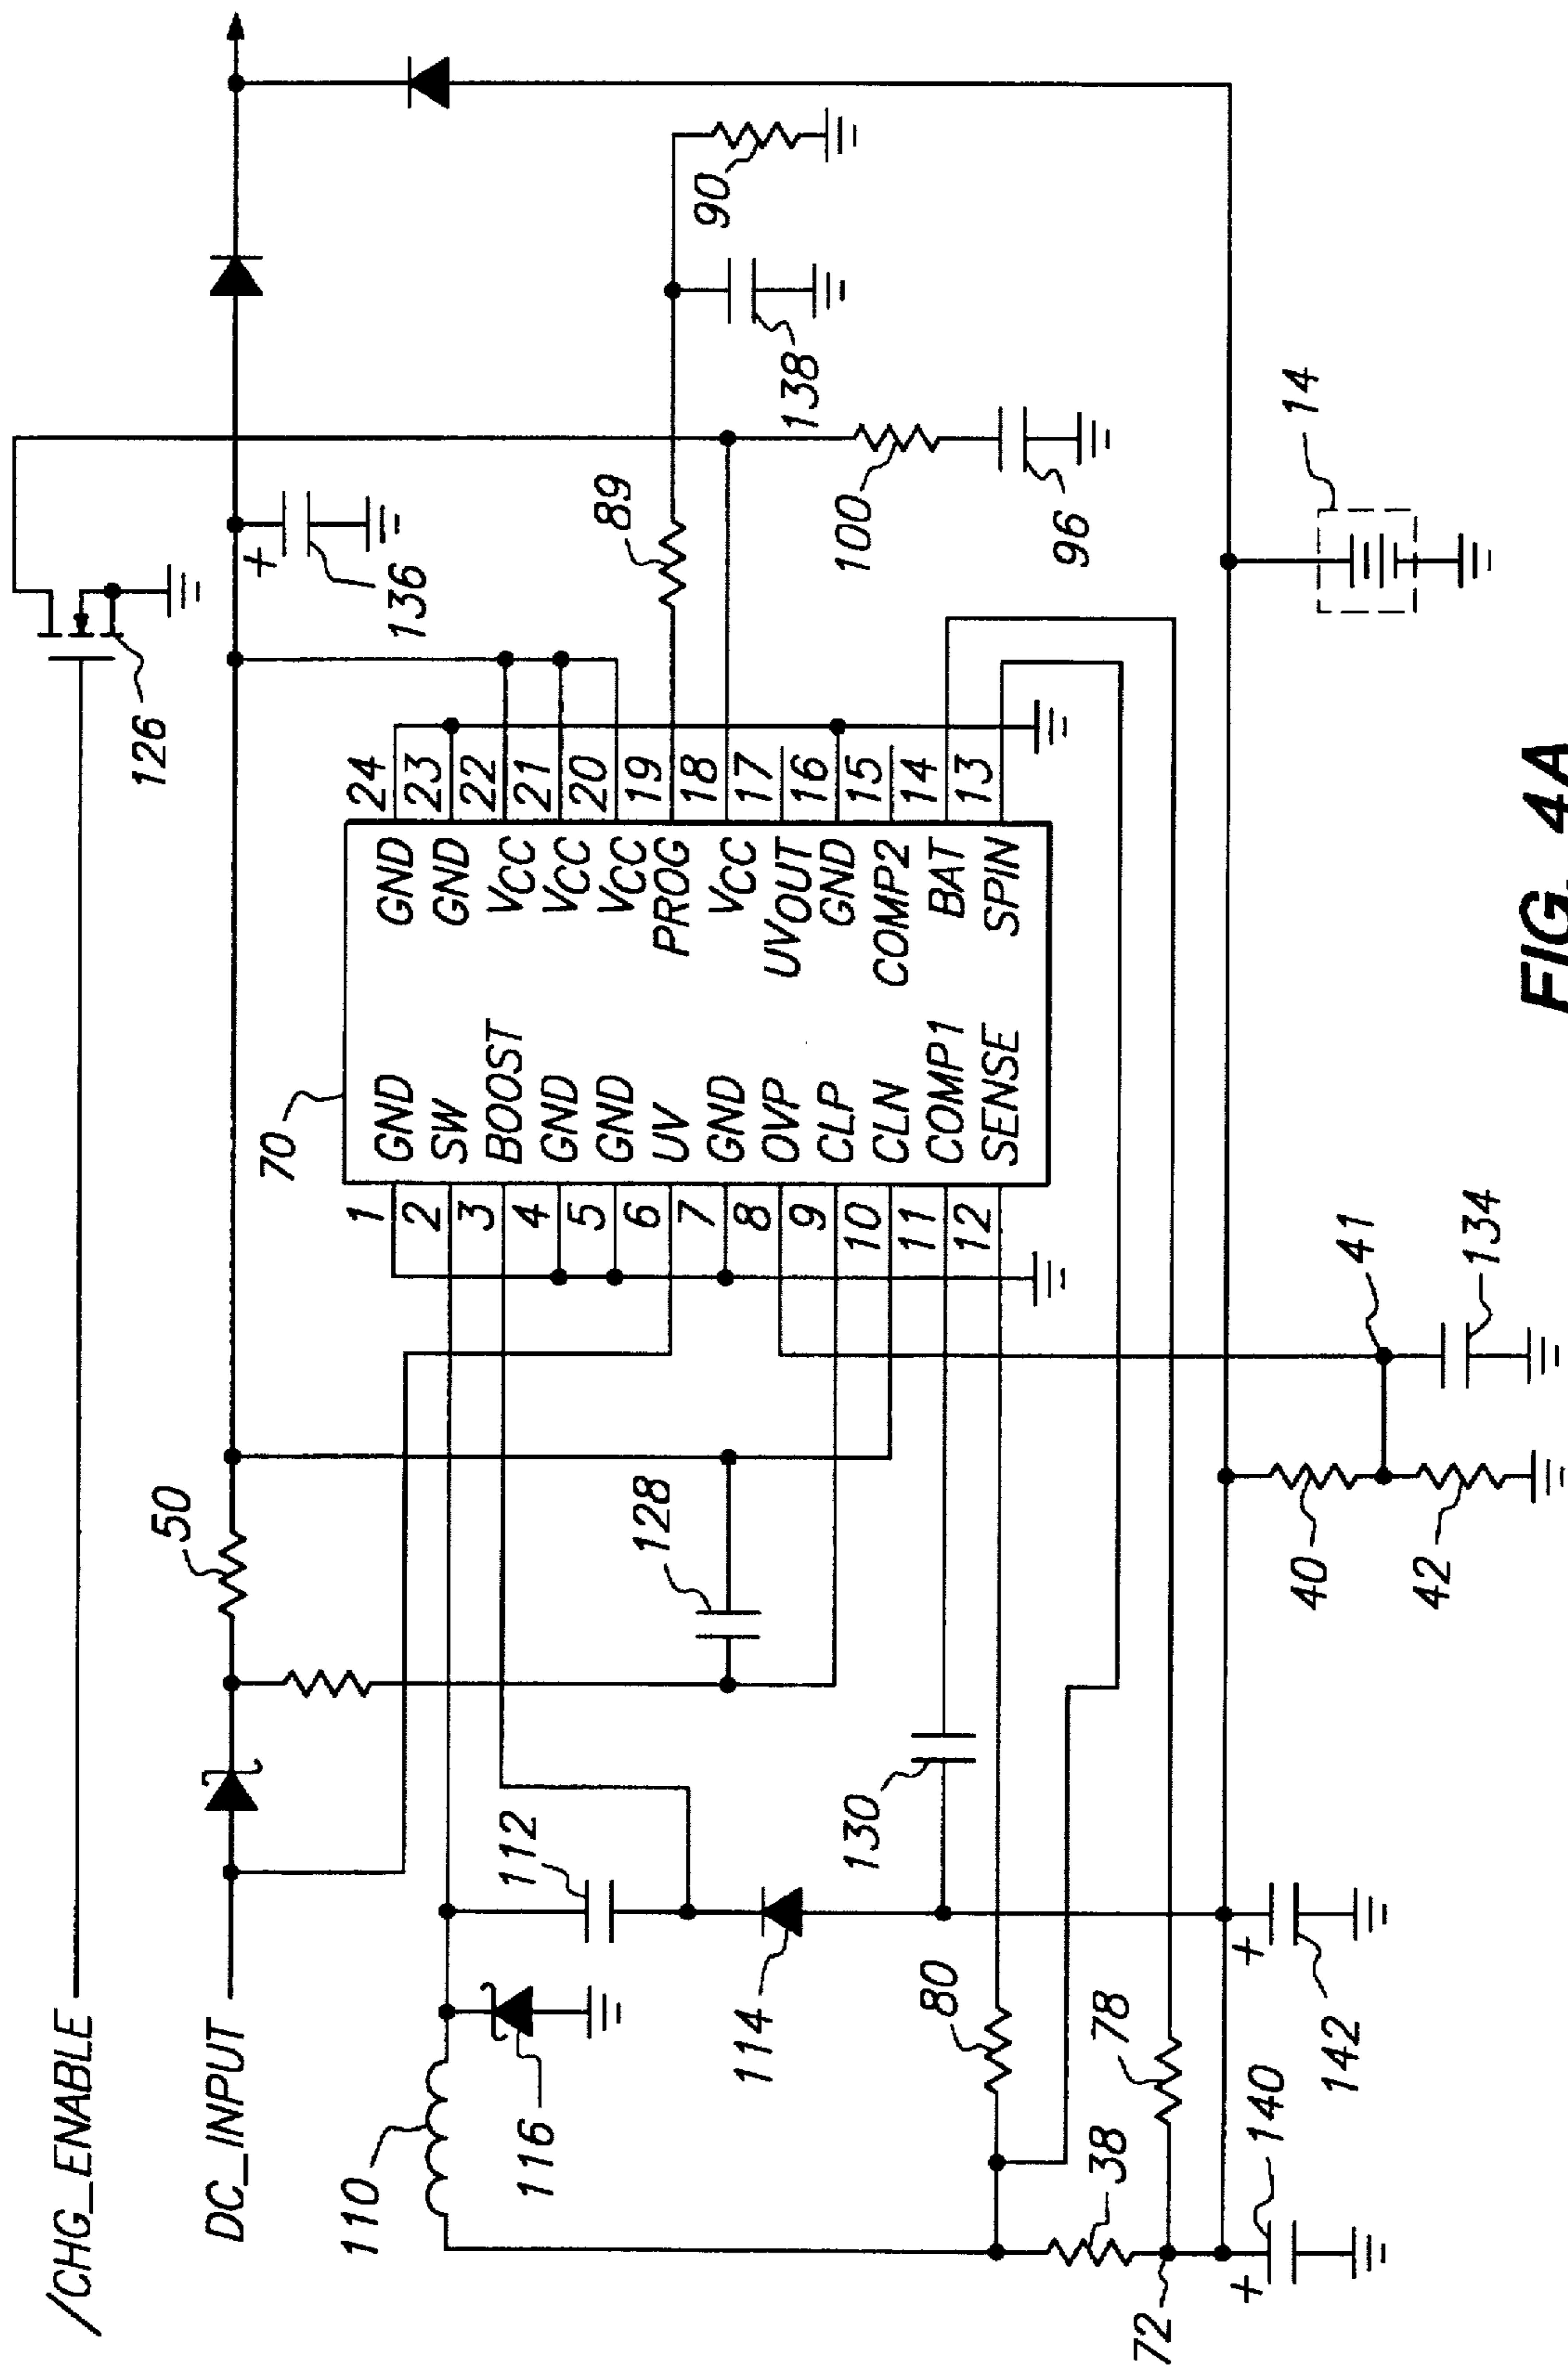 /CHG_ENABLE
126
DC_INPUT
50
136
70
110
116
112
114
128
130
80
78
38
72
140
142
40
42
41
134
14
89
90
138
100
96
1 GND
2 SW
3 BOOST
4 GND
5 GND
6 UV
7 GND
8 OVP
9 CLP
10 CLN
11 COMP1
12 SENSE
24 GND
23 GND
22 VCC
21 VCC
20 VCC
19 PROG
18 VCC
17 UVOUT
16 GND
15 COMP2
14 BAT
13 SPIN
+
+
+
FIG. 4A